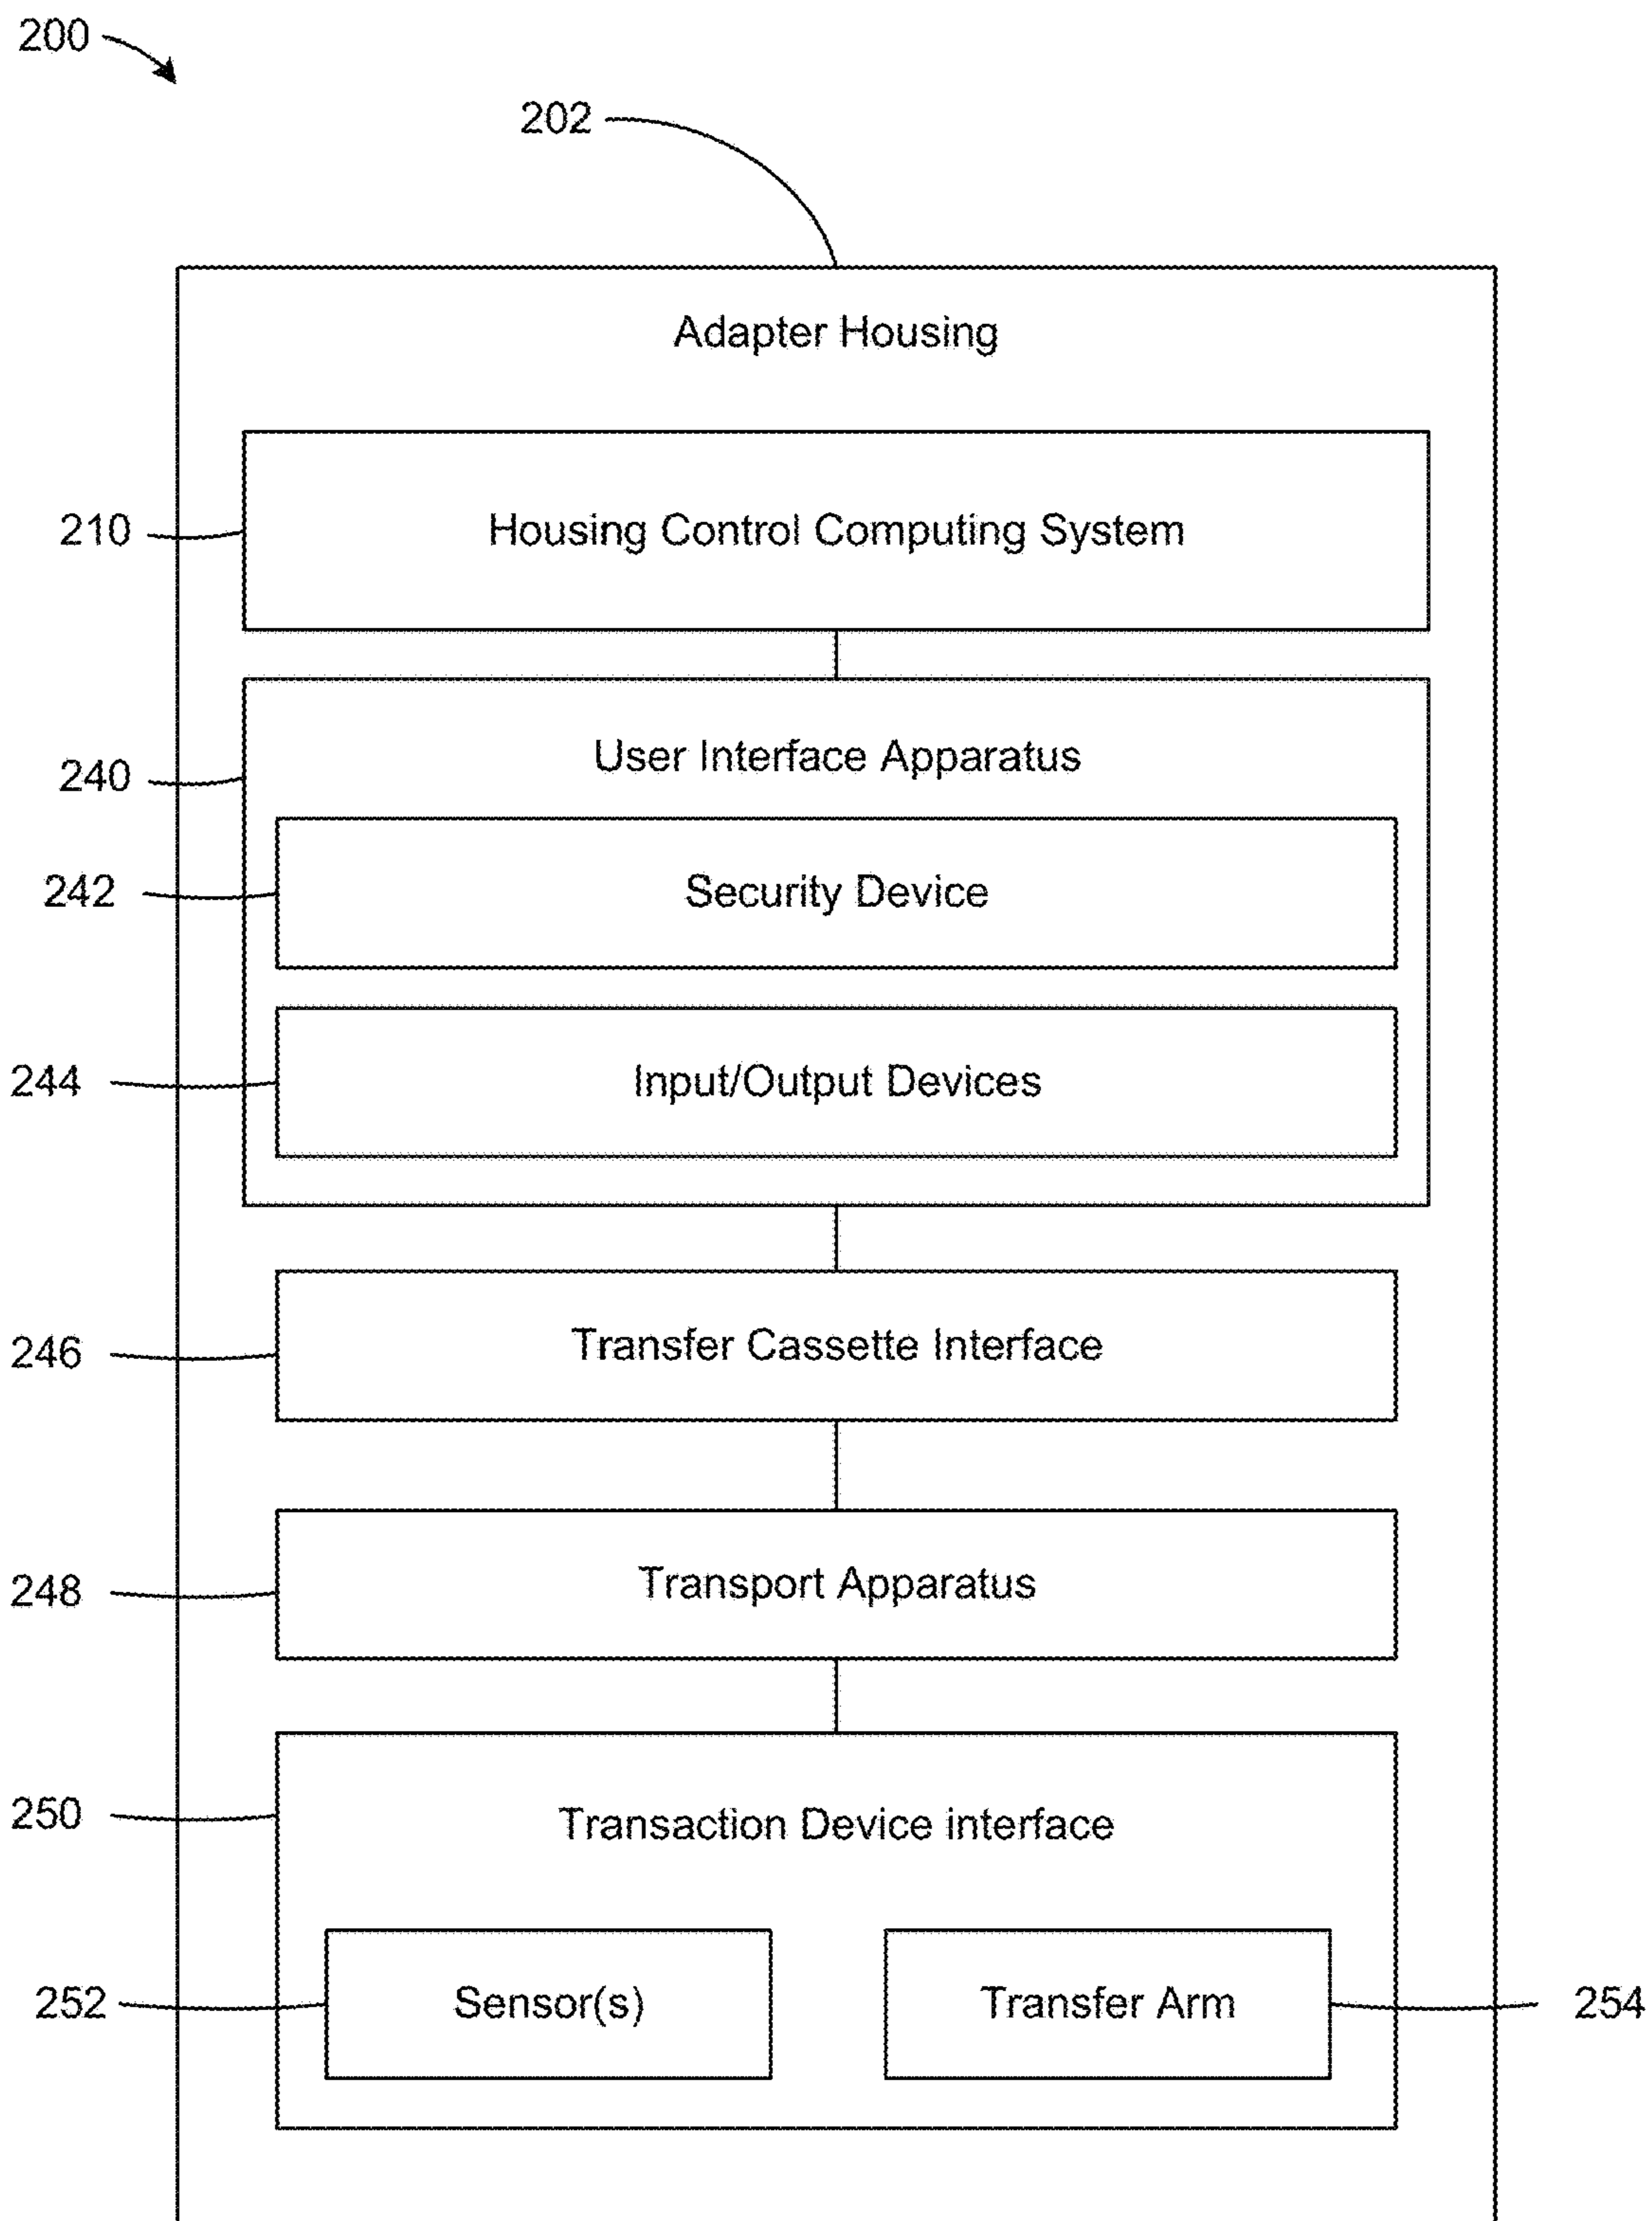 200
202
Adapter Housing
210
Housing Control Computing System
240
User Interface Apparatus
242
Security Device
244
Input/Output Devices
246
Transfer Cassette Interface
248
Transport Apparatus
250
Transaction Device interface
252
Sensor(s)
Transfer Arm
254